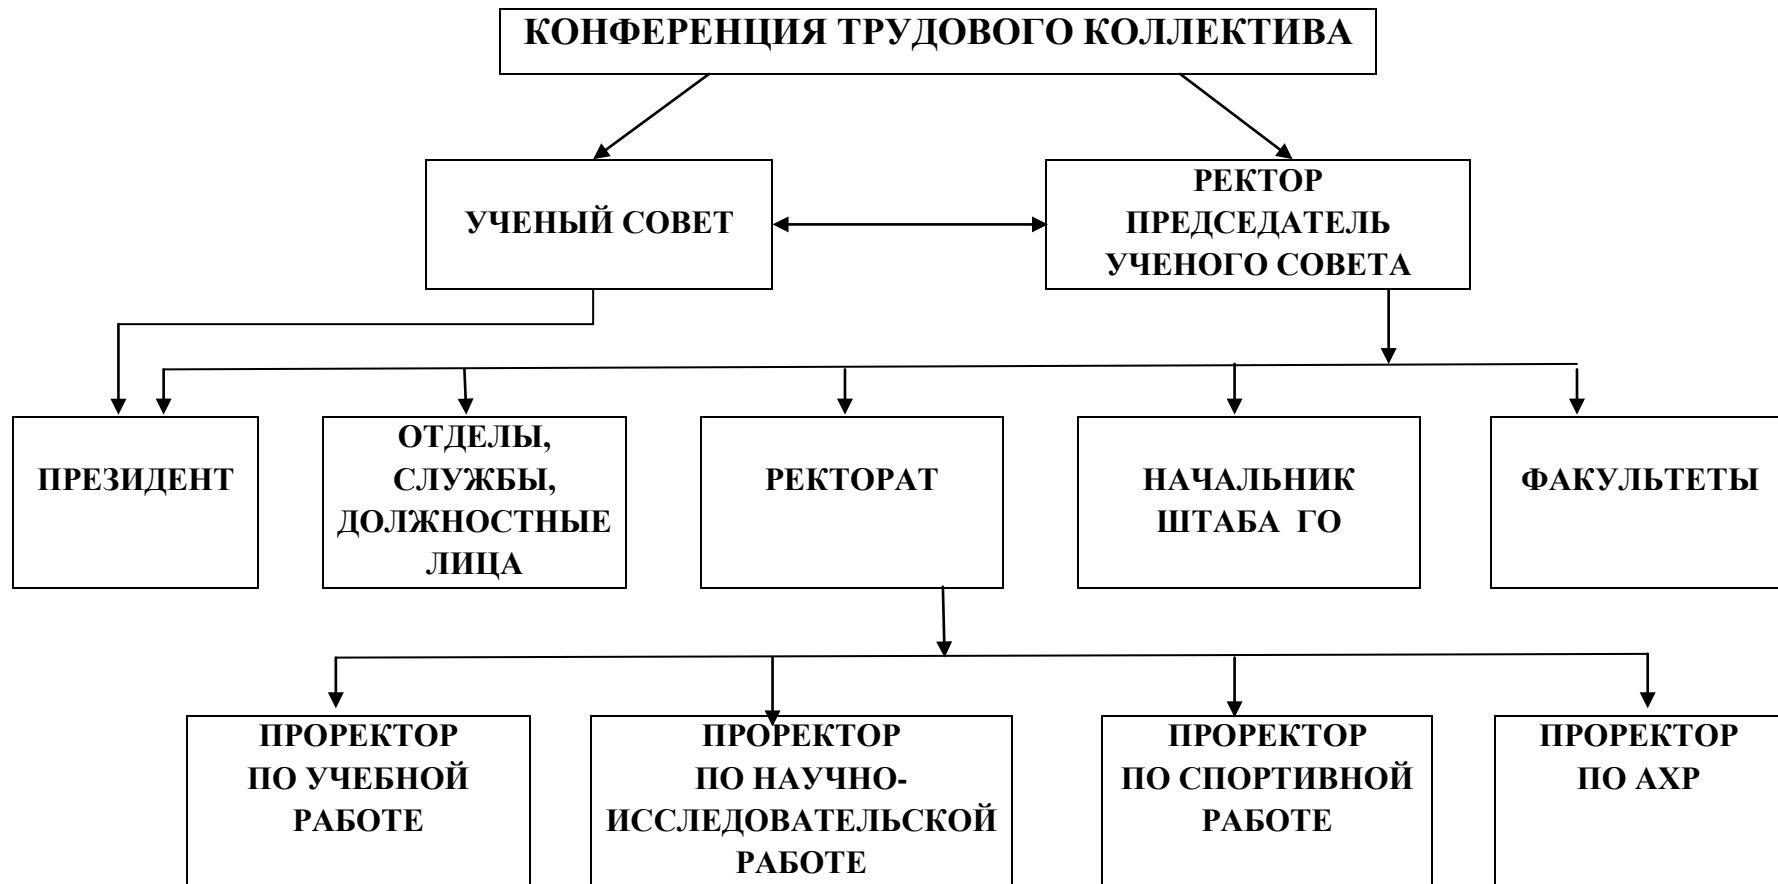 КОНФЕРЕНЦИЯ ТРУДОВОГО КОЛЛЕКТИВА
УЧЕНЫЙ СОВЕТ
РЕКТОР
ПРЕДСЕДАТЕЛЬ
УЧЕНОГО СОВЕТА
ПРЕЗИДЕНТ
ОТДЕЛЫ,
СЛУЖБЫ,
ДОЛЖНОСТНЫЕ
ЛИЦА
РЕКТОРАТ
НАЧАЛЬНИК
ШТАБА ГО
ФАКУЛЬТЕТЫ
ПРОРЕКТОР
ПО УЧЕБНОЙ
РАБОТЕ
ПРОРЕКТОР
ПО НАУЧНО-
ИССЛЕДОВАТЕЛЬСКОЙ
РАБОТЕ
ПРОРЕКТОР
ПО СПОРТИВНОЙ
РАБОТЕ
ПРОРЕКТОР
ПО АХР